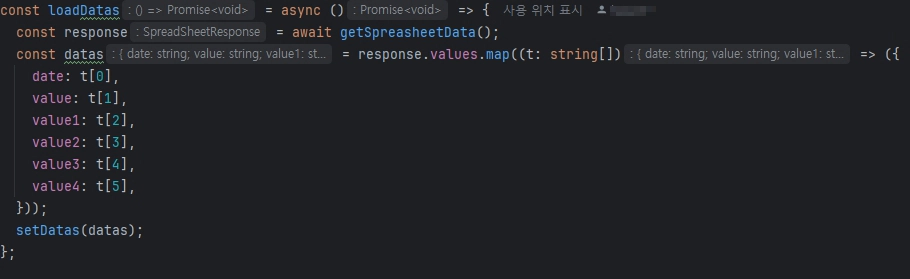 const loadDatas : () => Promise<void> = async () : Promise<void> => { 사용 위치 표시
const response : SpreadSheetResponse = await getSpreasheetData();
const datas : { date: string; value: string; value1: st... = response.values.map((t: string[]) : { date: string; value: string; value1: st... => ({
date: t[0],
value: t[1],
value1: t[2],
value2: t[3],
value3: t[4],
value4: t[5],
}));
setDatas(datas);
};